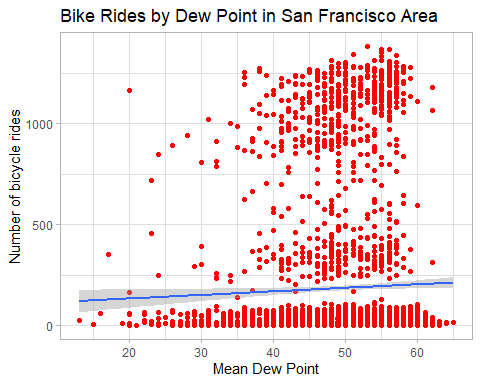 Bike Rides by Dew Point in San Francisco Area
Number of bicycle rides
1000
500
0
20
30
40
50
60
Mean Dew Point